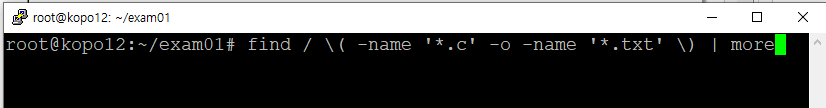 root@kopo12: ~/exam01
root@kopo12:~/exam01# find / \( -name '*.c' -o -name '*.txt' \) | more